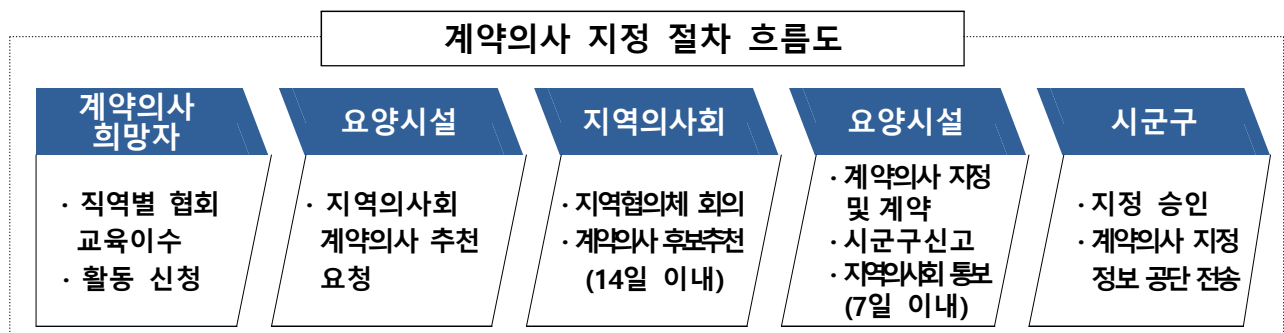 계약의사 지정 절차 흐름도
계약의사
희망자
· 직역별 협회
교육이수
· 활동 신청
요양시설
· 지역의사회
계약의사 추천
요청
지역의사회
· 지역협의체 회의
· 계약의사 후보추천
(14일 이내)
요양시설
· 계약의사 지정
및 계약
· 시군구신고
· 지역의사회 통보
(7일 이내)
시군구
· 지정 승인
· 계약의사 지정
정보 공단 전송